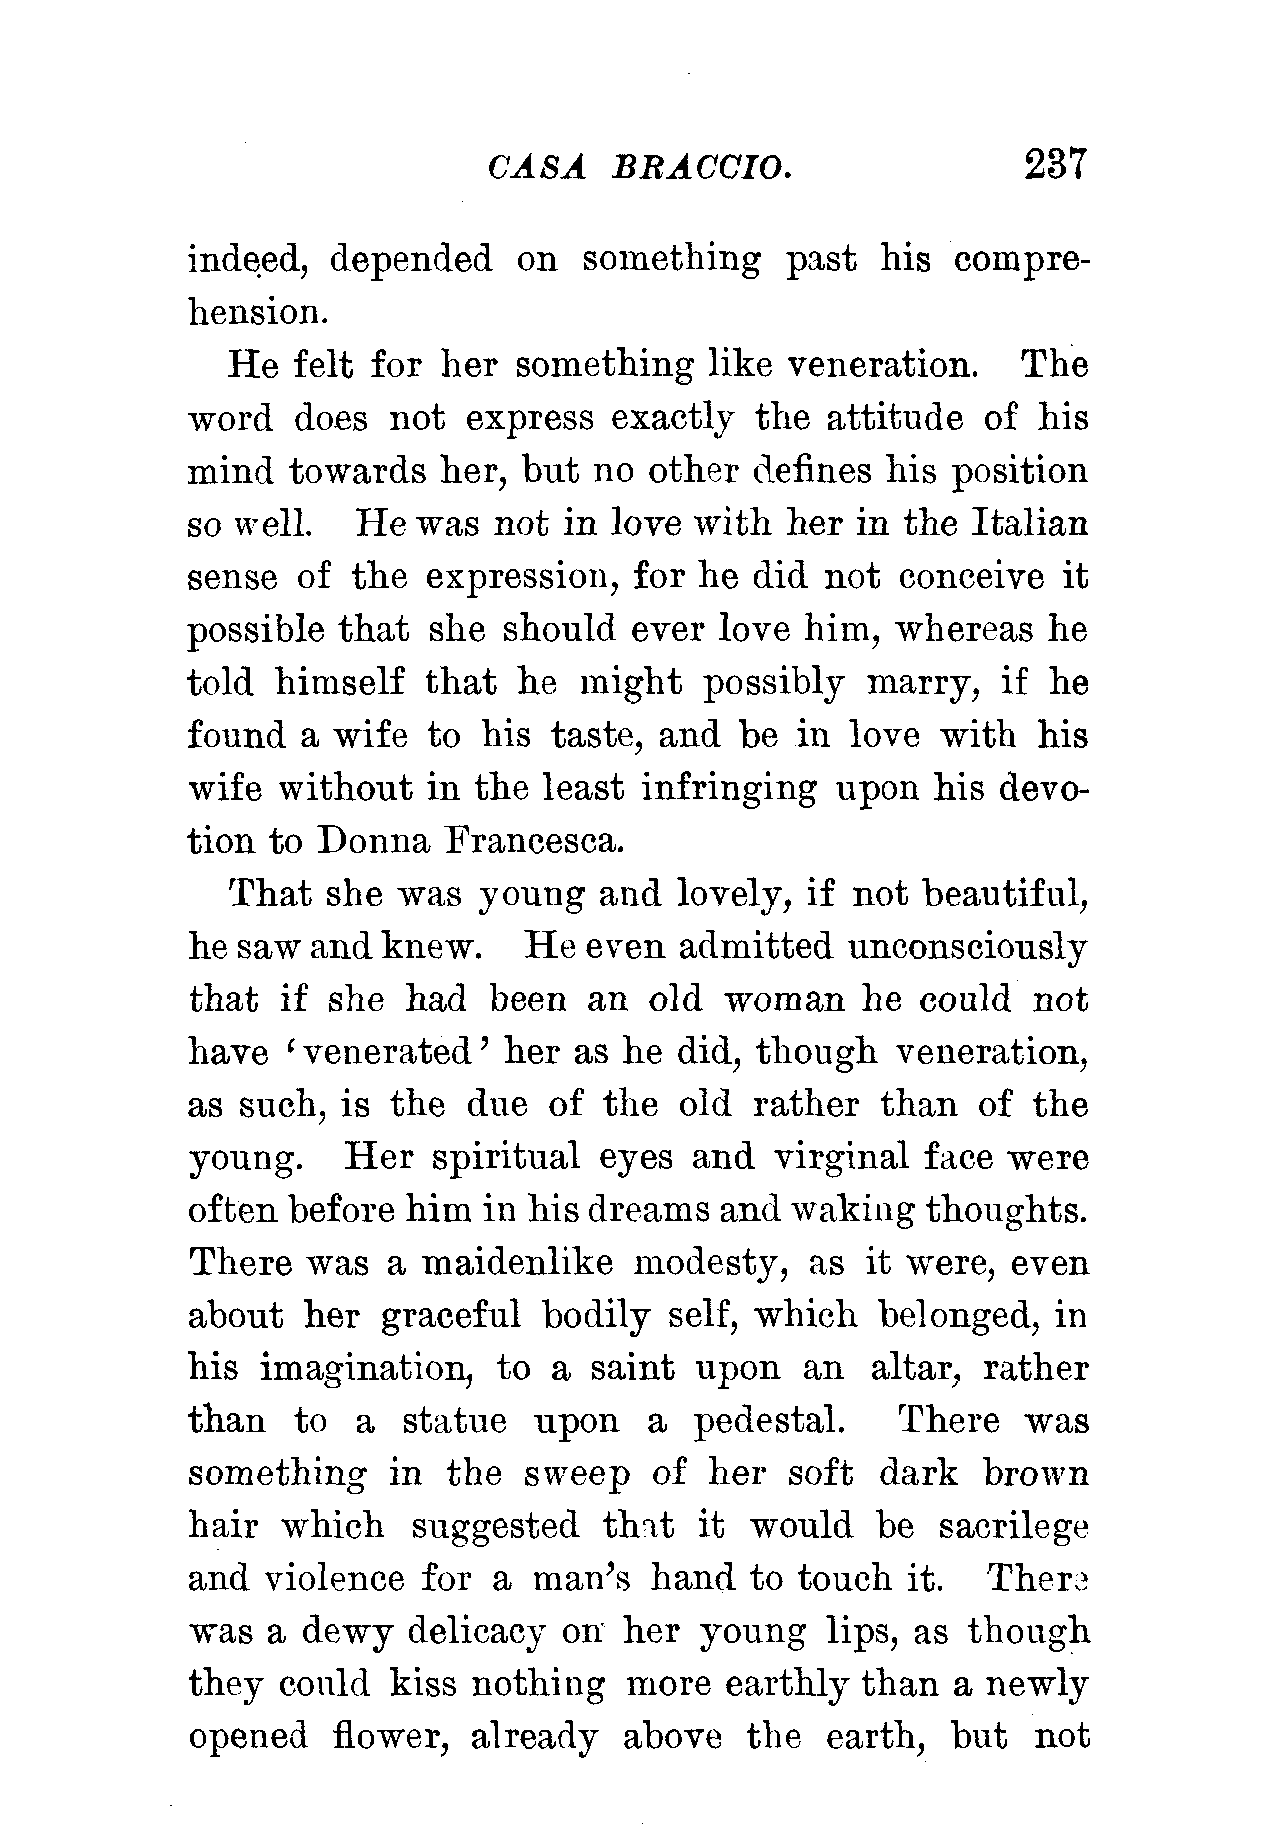 CASA BRACCIO. 237
indeed, depended on something past his compre-
hension.
He felt for her something like veneration. The
word does not express exactly the attitude of his
mind towards her, but no other defines his position
so well. He was not in love with her in the Italian
sense of the expression, for he did not conceive it
possible that she should ever love him, whereas he
told himself that he might possibly marry, if he
found a wife to his taste, and be in love with his
wife without in the least infringing upon his devo-
tion to Donna Francesca.
That she was young and lovely, if not beautiful,
he saw and knew. He even admitted unconsciously
that if she had been an old woman he could not
have ‘venerated’ her as he did, though veneration,
as such, is the due of the old rather than of the
young. Her spiritual eyes and virginal face were
often before him in his dreams and waking thoughts.
There was a maidenlike modesty, as it were, even
about her graceful bodily self, which belonged, in
his imagination, to a saint upon an altar, rather
than to a statue upon a pedestal. There was
something in the sweep of her soft dark brown
hair which suggested that it would be sacrilege
and violence for a man's hand to touch it. There
was a dewy delicacy on her young lips, as though
they could kiss nothing more earthly than a newly
opened flower, already above the earth, but not